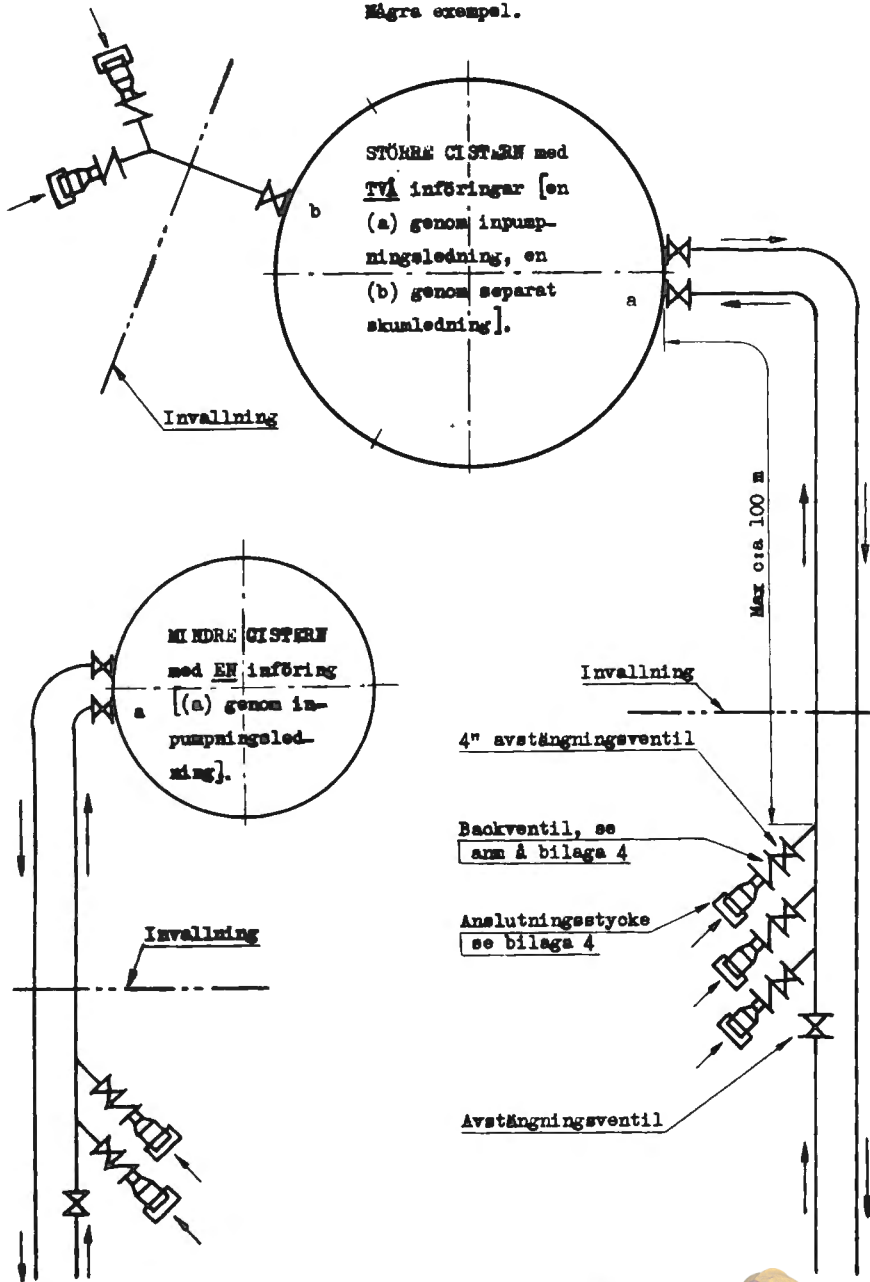 Några exempel.
STÖRRE CISTERN med
TVÅ införingar [en
(a) genom inpump-
ningsledning, en
(b) genom separat
skumledning].
b
a
Invallning
Max c:a 100 m
MINDRE CISTERN
med EN införing
[(a) genom in-
pumpningsled-
ning].
a
Invallning
4" avstängningsventil
Backventil, se
anm å bilaga 4
Anslutningsstycke
se bilaga 4
Invallning
Avstängningsventil